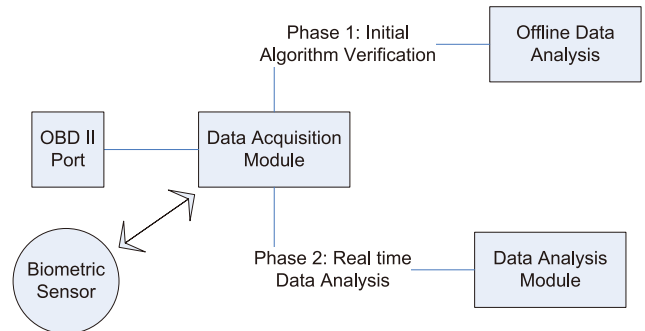 Phase 1: Initial
Algorithm Verification
Offline Data
Analysis
OBD II
Port
Data Acquisition
Module
Biometric
Sensor
Phase 2: Real time
Data Analysis
Data Analysis
Module